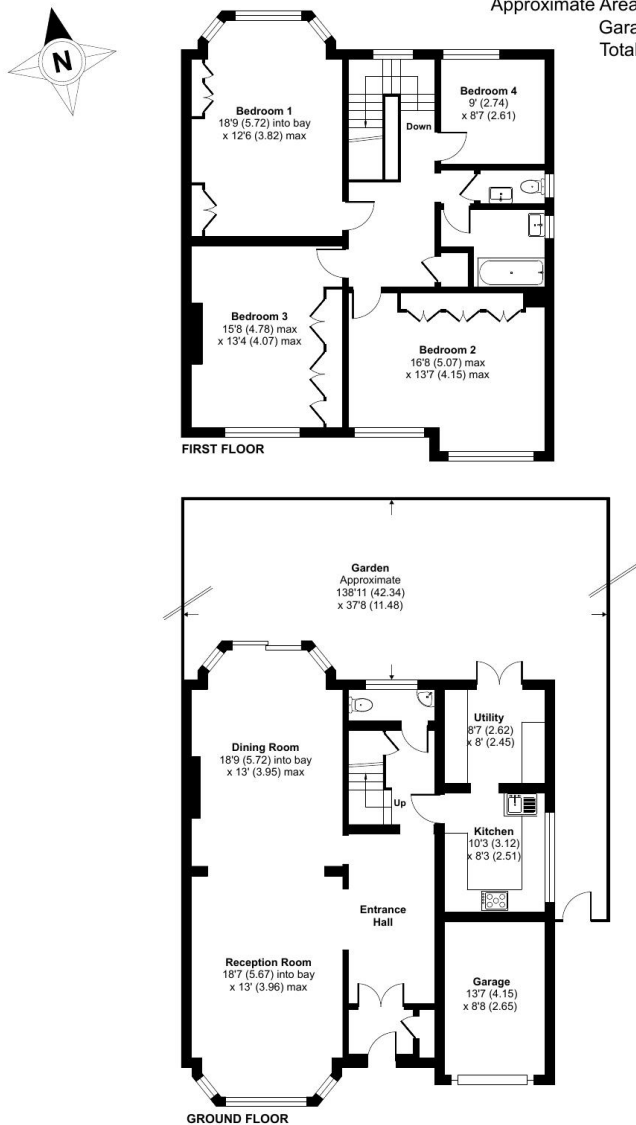 Approximate Area
Gara
Total
N
Bedroom 1
18'9 (5.72) into bay
x 12'6 (3.82) max
Bedroom 4
9' (2.74)
x 8'7 (2.61)
Down
Bedroom 3
15'8 (4.78) max
x 13'4 (4.07) max
Bedroom 2
16'8 (5.07) max
x 13'7 (4.15) max
FIRST FLOOR
Garden
Approximate
138'11 (42.34)
x 37'8 (11.48)
Dining Room
18'9 (5.72) into bay
x 13' (3.95) max
Utility
8'7 (2.62)
x 8' (2.45)
Up
Kitchen
10'3 (3.12)
x 8'3 (2.51)
Entrance
Hall
Reception Room
18'7 (5.67) into bay
x 13' (3.96) max
Garage
13'7 (4.15)
x 8'8 (2.65)
GROUND FLOOR